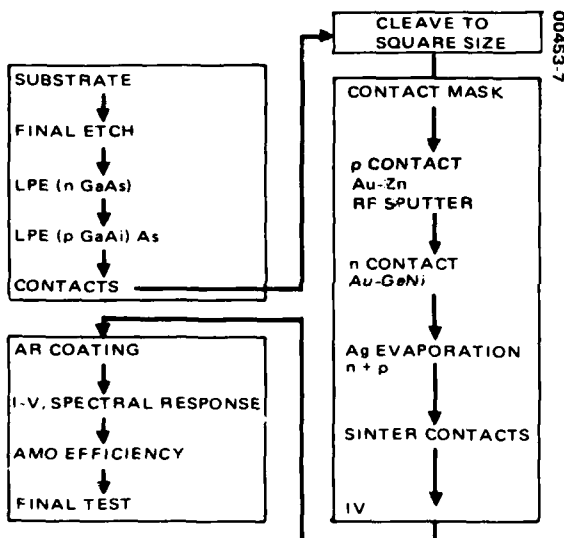 SUBSTRATE
FINAL ETCH
LPE (n GaAs)
LPE (p GaAi) As
CONTACTS
CLEAVE TO
SQUARE SIZE
CONTACT MASK
p CONTACT
Au-Zn
RF SPUTTER
n CONTACT
Au-GeNi
Ag EVAPORATION
n + p
SINTER CONTACTS
IV
AR COATING
I-V, SPECTRAL RESPONSE
AMO EFFICIENCY
FINAL TEST
00453-7